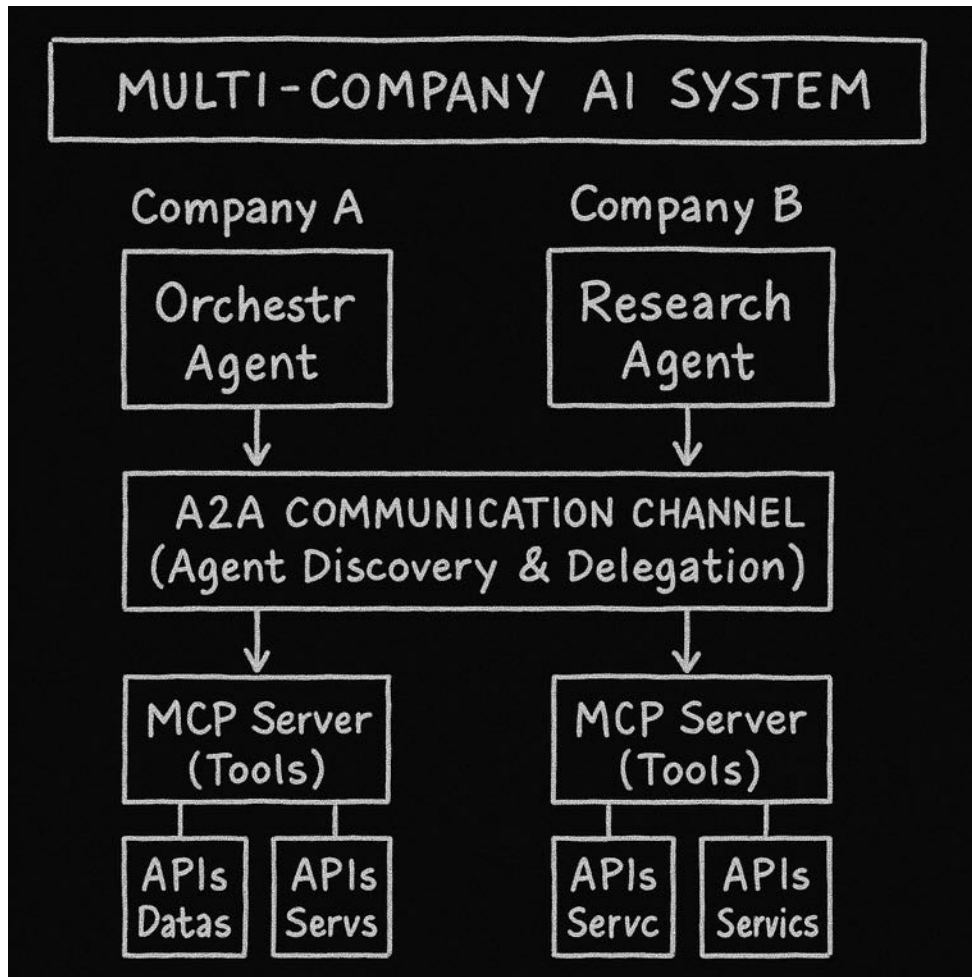 MULTI-COMPANY AI SYSTEM
Company A
Company B
Orchestr
Agent
Research
Agent
A2A COMMUNICATION CHANNEL
(Agent Discovery & Delegation)
MCP Server
(Tools)
MCP Server
(Tools)
APIs
Datas
APIs
Servs
APIs
Servc
APIs
Servics